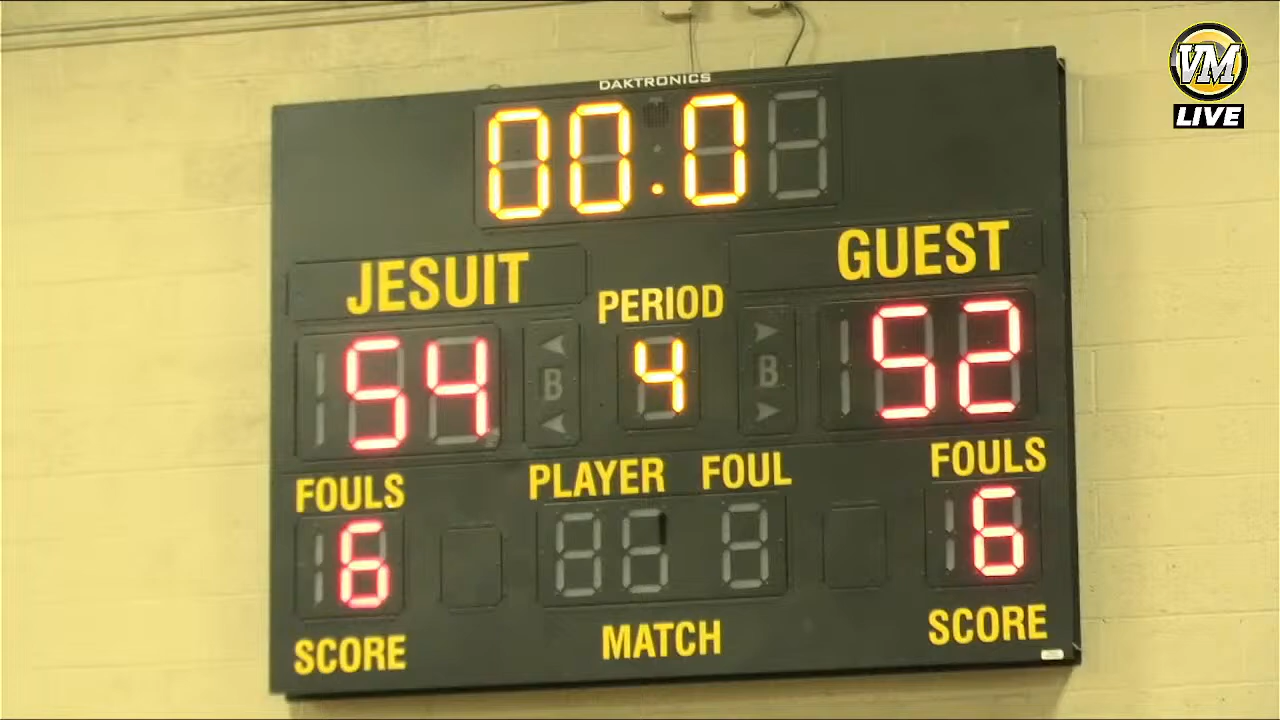 VM
LIVE
DAKTRONICS
00.0
JESUIT
GUEST
PERIOD
54
B
4
B
52
FOULS
PLAYER FOUL
FOULS
6
6
SCORE
MATCH
SCORE